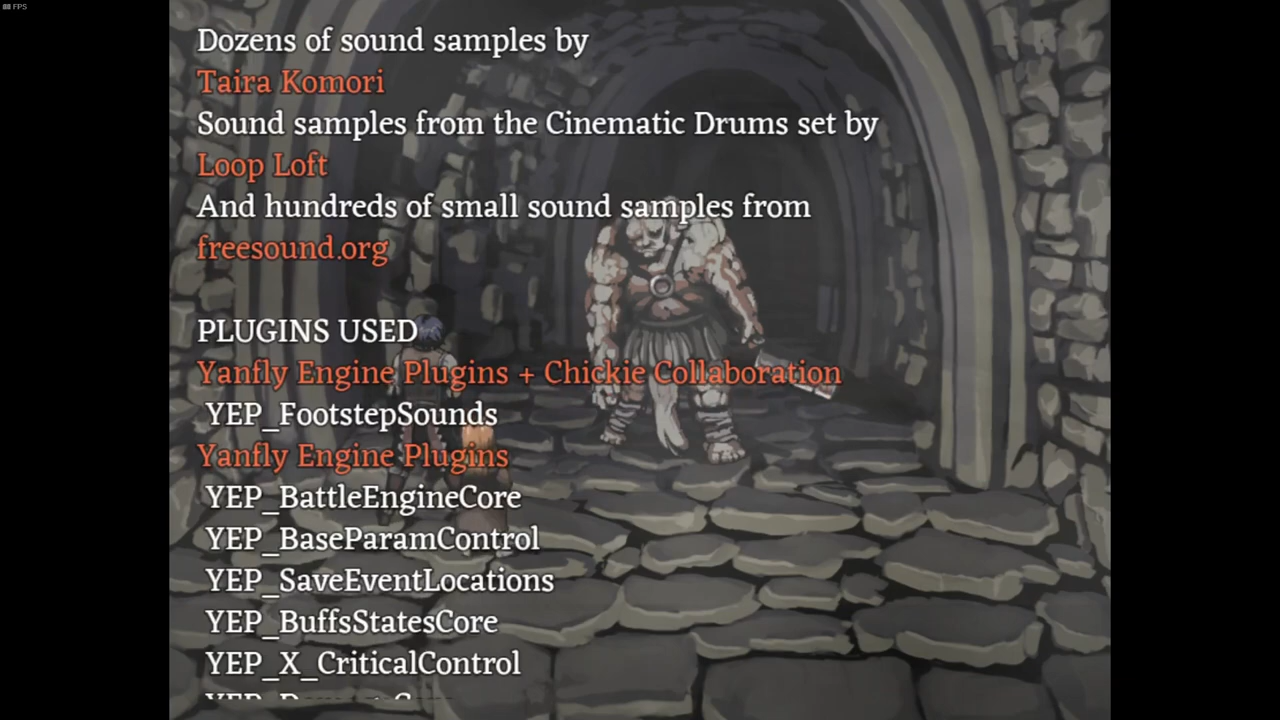 FPS
Dozens of sound samples by
Taira Komori
Sound samples from the Cinematic Drums set by
Loop Loft
And hundreds of small sound samples from
freesound.org
PLUGINS USED
Yanfly Engine Plugins + Chickie Collaboration
YEP_FootstepSounds
Yanfly Engine Plugins
YEP_BattleEngineCore
YEP_BaseParamControl
YEP_SaveEventLocations
YEP_BuffsStatesCore
YEP_X_CriticalControl